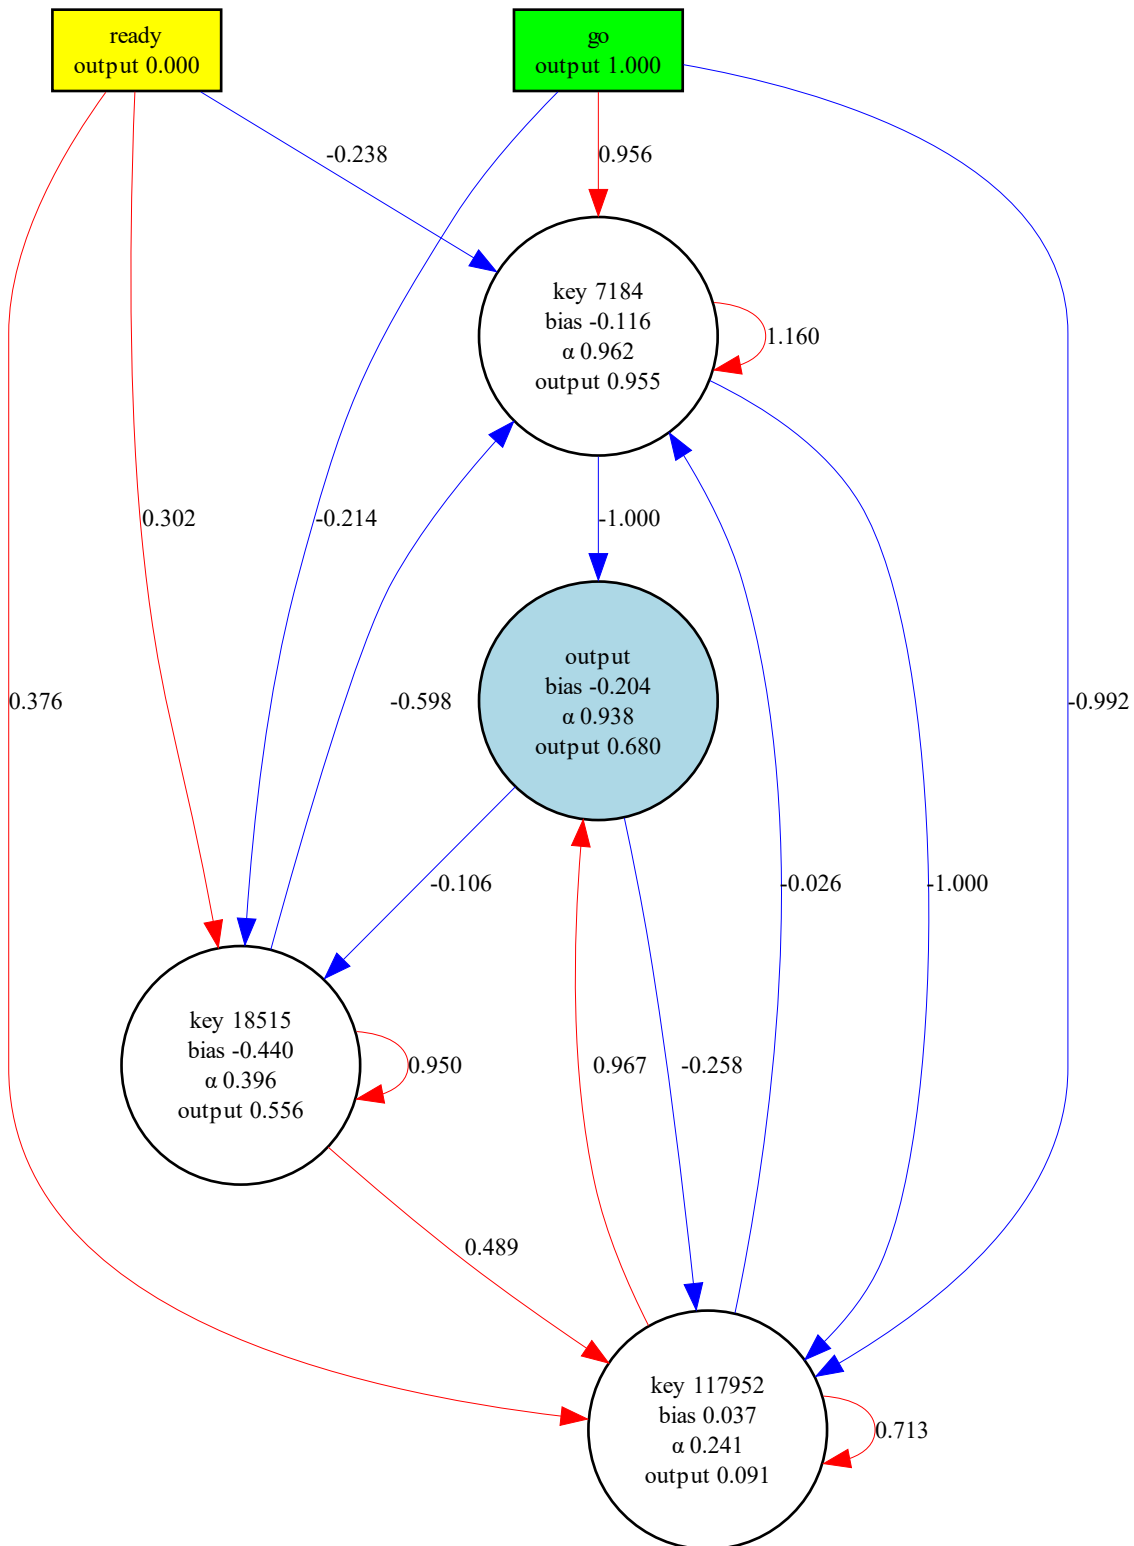 ready
output 0.000
go
output 1.000
-0.238
0.956
key 7184
bias -0.116
α 0.962
output 0.955
1.160
0.302
-0.214
-1.000
output
bias -0.204
α 0.938
output 0.680
0.376
-0.598
-0.992
-0.106
-0.026
-1.000
key 18515
bias -0.440
α 0.396
output 0.556
0.950
0.967
-0.258
0.489
key 117952
bias 0.037
α 0.241
output 0.091
0.713